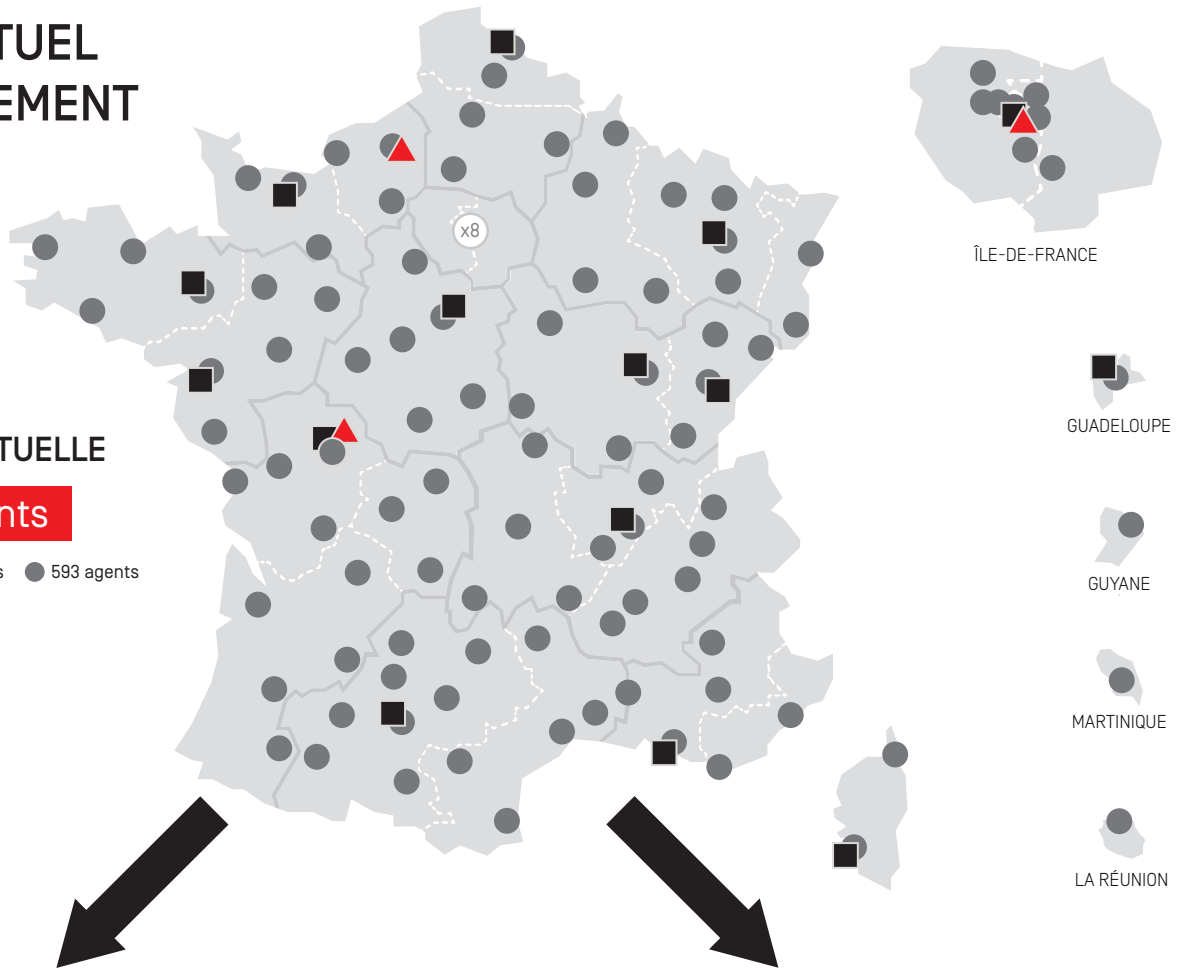 TUEL
EMENT
x8
ÎLE-DE-FRANCE
GUADELOUPE
TUELLE
nts
s 593 agents
GUYANE
MARTINIQUE
LA RÉUNION